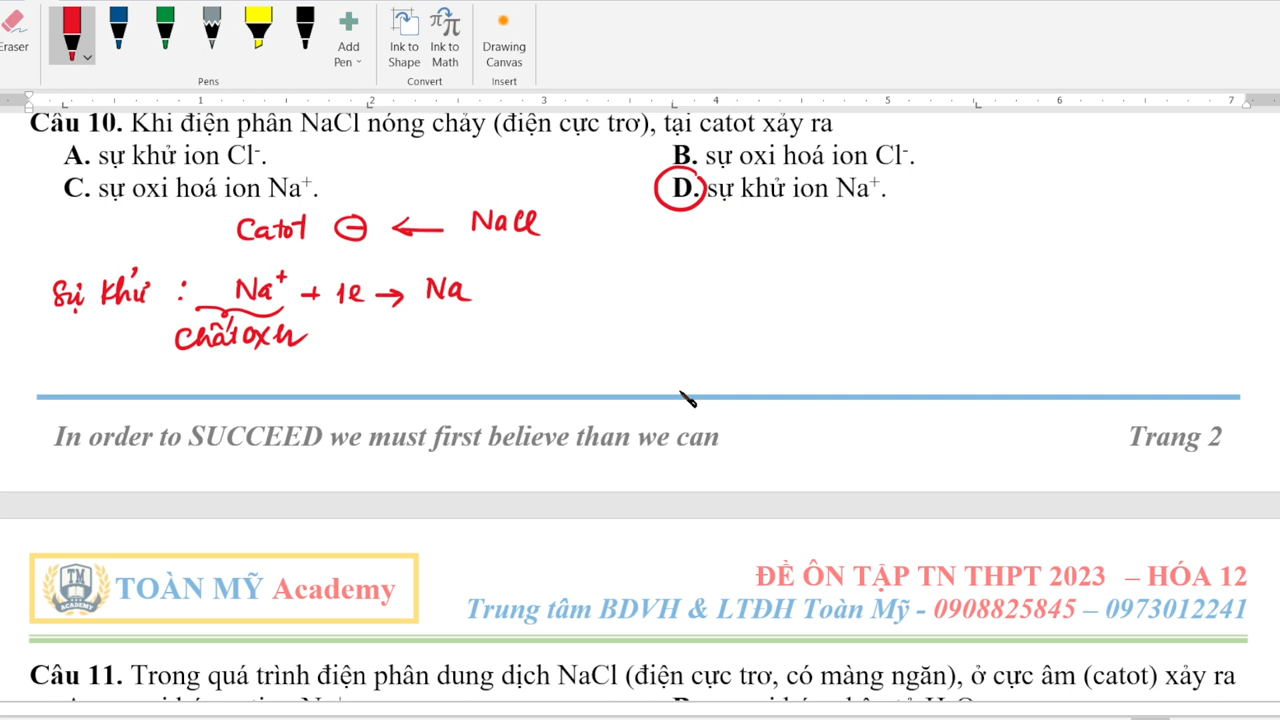 Eraser
Add Pen
Ink to Shape
Ink to Math
Drawing Canvas
Pens
Convert
Insert
1 2 3 4 5 6 7
Câu 10. Khi điện phân NaCl nóng chảy (điện cực trơ), tại catot xảy ra
A. sự khử ion Cl⁻. B. sự oxi hoá ion Cl⁻.
C. sự oxi hoá ion Na⁺. D. sự khử ion Na⁺.
Catot ⊖ ← NaCl
Sự khử : Na⁺ + 1e → Na
Chất oxh
In order to SUCCEED we must first believe than we can Trang 2
TM ACADEMY
TOÀN MỸ Academy
ĐỀ ÔN TẬP TN THPT 2023 – HÓA 12
Trung tâm BDVH & LTĐH Toàn Mỹ - 0908825845 – 0973012241
Câu 11. Trong quá trình điện phân dung dịch NaCl (điện cực trơ, có màng ngăn), ở cực âm (catot) xảy ra